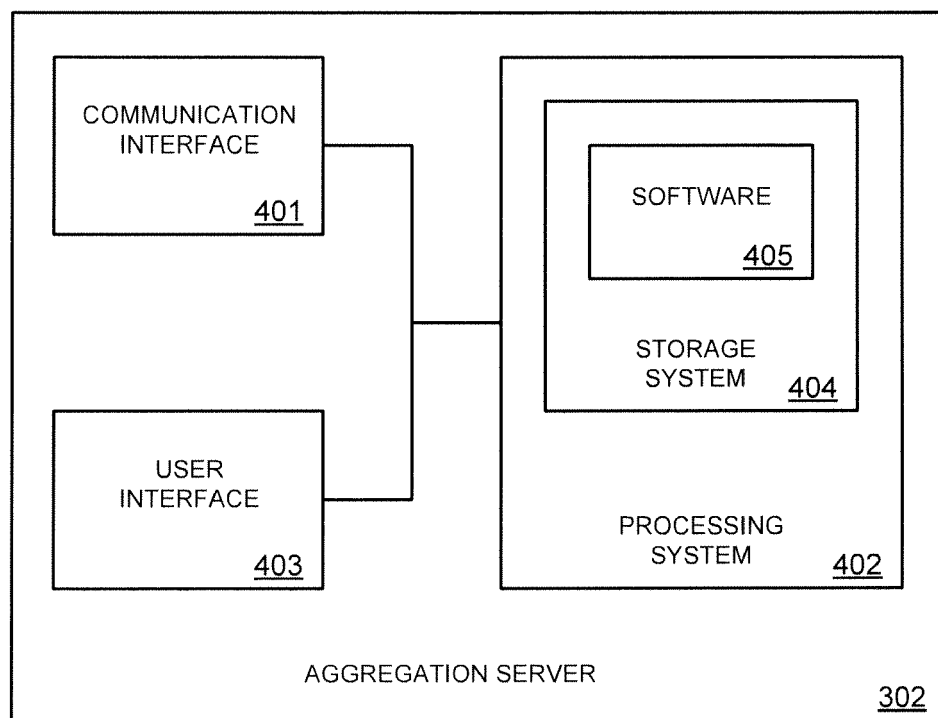 COMMUNICATION
INTERFACE
401
SOFTWARE
405
STORAGE
SYSTEM
404
USER
INTERFACE
403
PROCESSING
SYSTEM
402
AGGREGATION SERVER
302